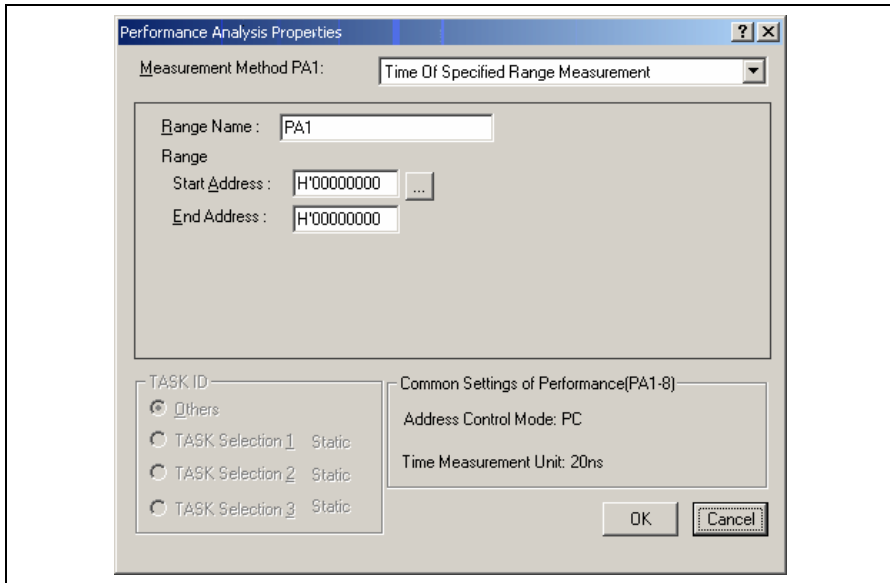 Performance Analysis Properties
Measurement Method PA1: Time Of Specified Range Measurement
Range Name : PA1
Range
Start Address : H'00000000 ...
End Address : H'00000000
TASK ID
Others
TASK Selection 1 Static
TASK Selection 2 Static
TASK Selection 3 Static
Common Settings of Performance(PA1-8)
Address Control Mode: PC
Time Measurement Unit: 20ns
OK Cancel